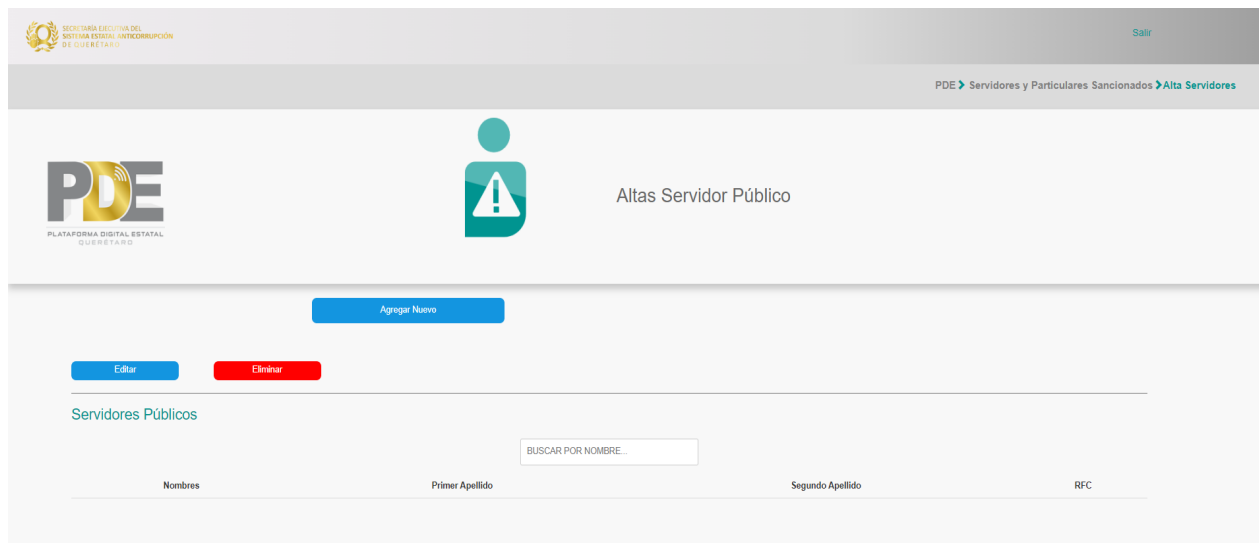 SECRETARÍA EJECUTIVA DEL
SISTEMA ESTATAL ANTICORRUPCIÓN
DE QUERÉTARO
Salir
PDE > Servidores y Particulares Sancionados > Alta Servidores
PDE
PLATAFORMA DIGITAL ESTATAL
QUERÉTARO
Altas Servidor Público
Agregar Nuevo
Editar Eliminar
Servidores Públicos
BUSCAR POR NOMBRE...
Nombres Primer Apellido Segundo Apellido RFC